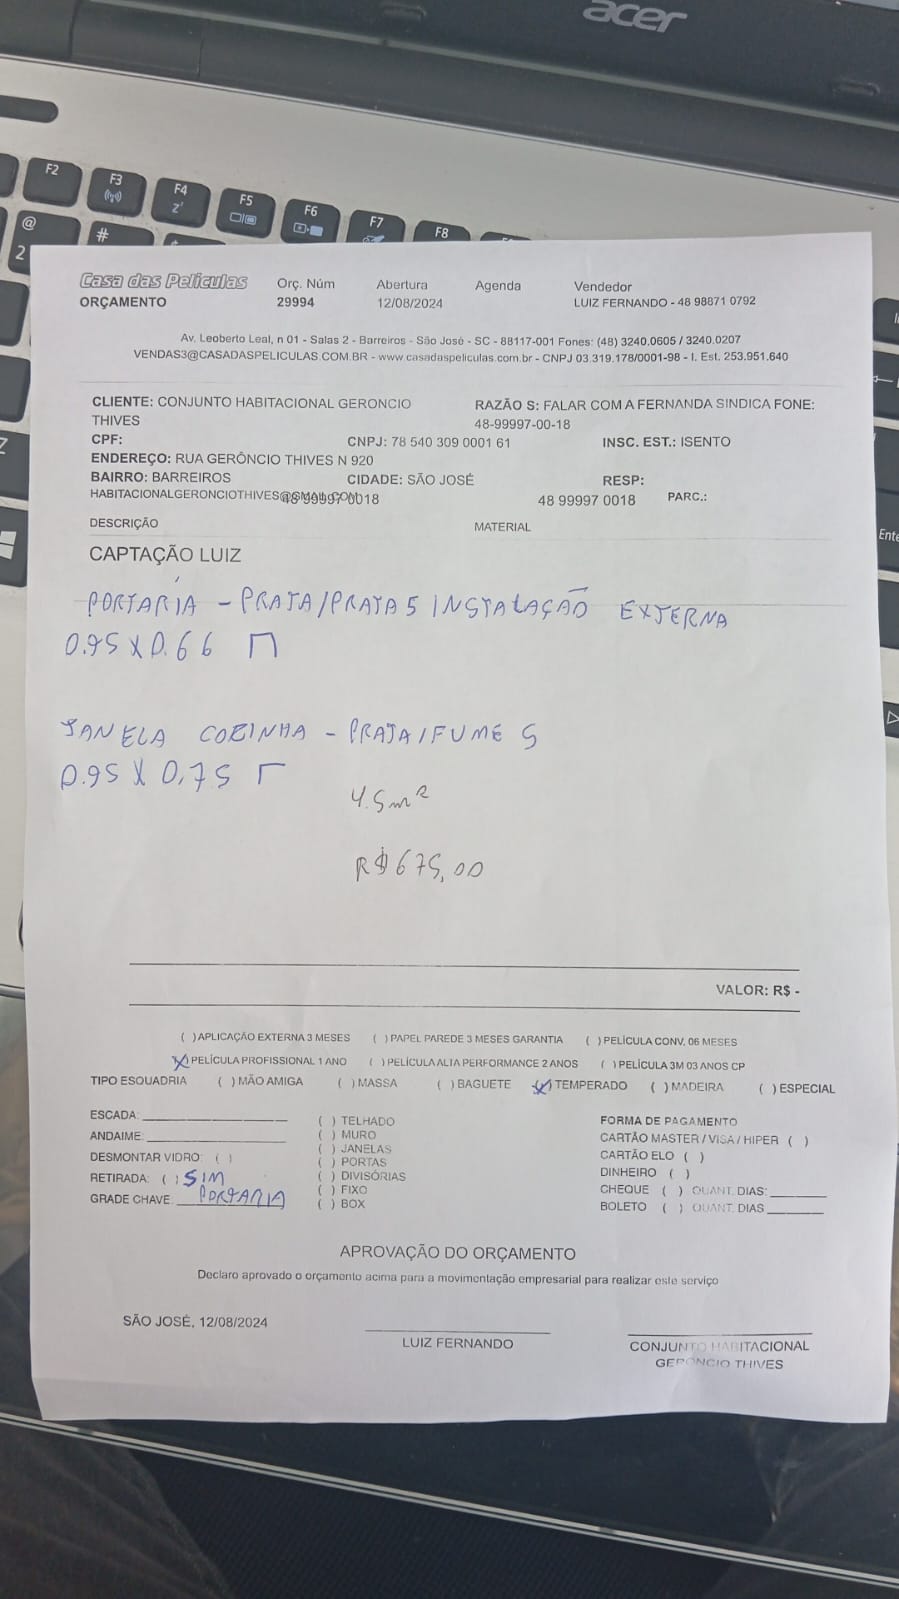 acer
F2
F3
F4
F5
F6
F7
F8
@
2
#
Z
Enter
Casa das Películas
ORÇAMENTO
Orç. Núm
29994
Abertura
12/08/2024
Agenda
Vendedor
LUIZ FERNANDO - 48 98871 0792
Av. Leoberto Leal, n 01 - Salas 2 - Barreiros - São José - SC - 88117-001 Fones: (48) 3240.0605 / 3240.0207
VENDAS3@CASADASPELICULAS.COM.BR - www.casadaspeliculas.com.br - CNPJ 03.319.178/0001-98 - I. Est. 253.951.640
CLIENTE: CONJUNTO HABITACIONAL GERONCIO
THIVES
RAZÃO S: FALAR COM A FERNANDA SINDICA FONE:
48-99997-00-18
CPF: CNPJ: 78 540 309 0001 61 INSC. EST.: ISENTO
ENDEREÇO: RUA GERÔNCIO THIVES N 920
BAIRRO: BARREIROS CIDADE: SÃO JOSÉ RESP:
HABITACIONALGERONCIOTHIVES@GMAIL.COM 48 99997 0018 48 99997 0018 PARC.:
DESCRIÇÃO MATERIAL
CAPTAÇÃO LUIZ
PORTARIA - PRATA/PRATA 5 INSTALAÇÃO EXTERNA
0.95 X 0.66
JANELA COZINHA - PRATA/FUMÊ 5
0.95 X 0,75
4.5m²
R$675,00
VALOR: R$ -
( ) APLICAÇÃO EXTERNA 3 MESES ( ) PAPEL PAREDE 3 MESES GARANTIA ( ) PELÍCULA CONV. 06 MESES
(X) PELÍCULA PROFISSIONAL 1 ANO ( ) PELÍCULA ALTA PERFORMANCE 2 ANOS ( ) PELÍCULA 3M 03 ANOS CP
TIPO ESQUADRIA ( ) MÃO AMIGA ( ) MASSA ( ) BAGUETE (X) TEMPERADO ( ) MADEIRA ( ) ESPECIAL
ESCADA: ____
ANDAIME: ____
DESMONTAR VIDRO: ( )
RETIRADA: ( ) SIM
GRADE CHAVE: PORTARIA
( ) TELHADO
( ) MURO
( ) JANELAS
( ) PORTAS
( ) DIVISÓRIAS
( ) FIXO
( ) BOX
FORMA DE PAGAMENTO
CARTÃO MASTER / VISA / HIPER ( )
CARTÃO ELO ( )
DINHEIRO ( )
CHEQUE ( ) QUANT. DIAS: ____
BOLETO ( ) QUANT. DIAS ____
APROVAÇÃO DO ORÇAMENTO
Declaro aprovado o orçamento acima para a movimentação empresarial para realizar este serviço
SÃO JOSÉ, 12/08/2024
LUIZ FERNANDO
CONJUNTO HABITACIONAL
GERONCIO THIVES